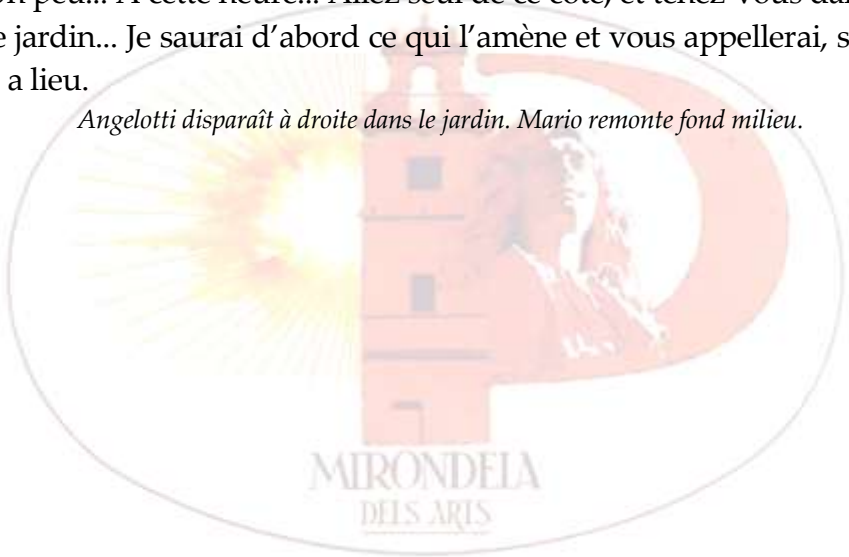 peu... A cette heure... Allez seul de ce côté, et tenez-vous
jardin... Je saurai d'abord ce qui l'amène et vous appellerai,
a lieu.
Angelotti disparaît à droite dans le jardin. Mario remonte fond milieu.
MIRONDELA
DELS ARTS